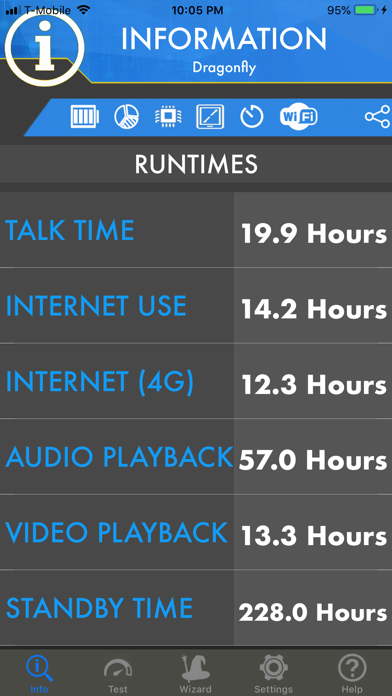 T-Mobile 10:05 PM 95%
INFORMATION
Dragonfly
Wi Fi
RUNTIMES
TALK TIME 19.9 Hours
INTERNET USE 14.2 Hours
INTERNET (4G) 12.3 Hours
AUDIO PLAYBACK 57.0 Hours
VIDEO PLAYBACK 13.3 Hours
STANDBY TIME 228.0 Hours
Info Test Wizard Settings Help